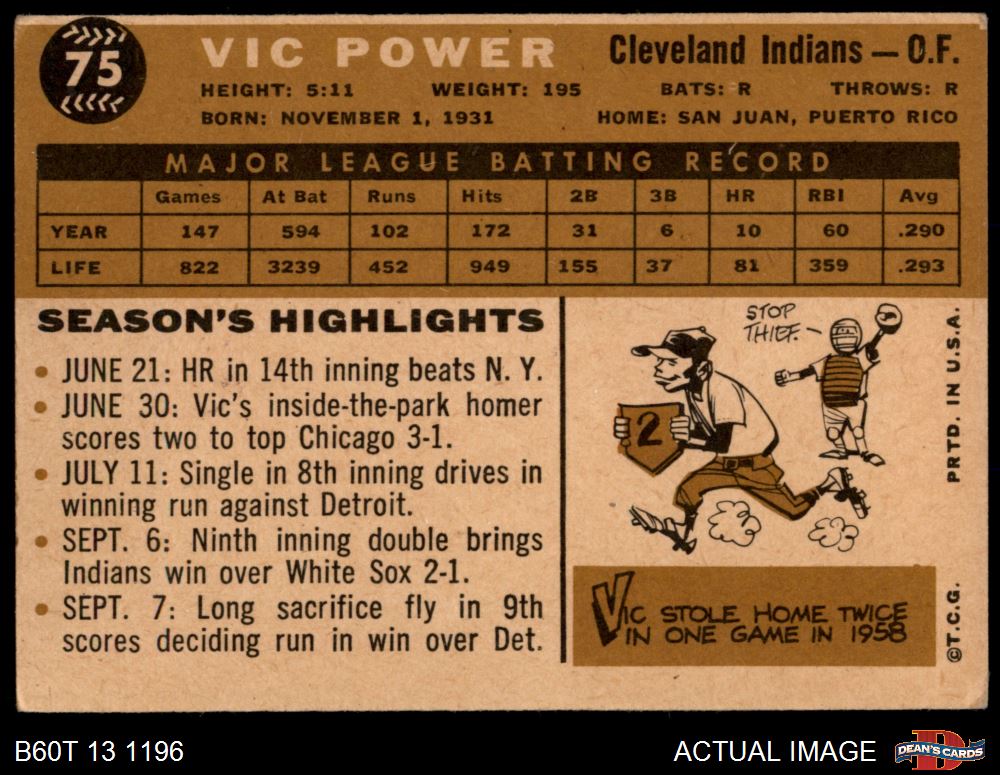 75
VIC POWER
Cleveland Indians — O.F.
HEIGHT: 5:11 WEIGHT: 195 BATS: R THROWS: R
BORN: NOVEMBER 1, 1931 HOME: SAN JUAN, PUERTO RICO
MAJOR LEAGUE BATTING RECORD
Games At Bat Runs Hits 2B 3B HR RBI Avg
YEAR 147 594 102 172 31 6 10 60 .290
LIFE 822 3239 452 949 155 37 81 359 .293
SEASON'S HIGHLIGHTS
• JUNE 21: HR in 14th inning beats N. Y.
• JUNE 30: Vic's inside-the-park homer
scores two to top Chicago 3-1.
• JULY 11: Single in 8th inning drives in
winning run against Detroit.
• SEPT. 6: Ninth inning double brings
Indians win over White Sox 2-1.
• SEPT. 7: Long sacrifice fly in 9th
scores deciding run in win over Det.
STOP
THIEF.
2
VIC STOLE HOME TWICE
IN ONE GAME IN 1958
PRTD. IN U.S.A.
©T.C.G.
B60T 13 1196
ACTUAL IMAGE
D
DEAN'S CARDS